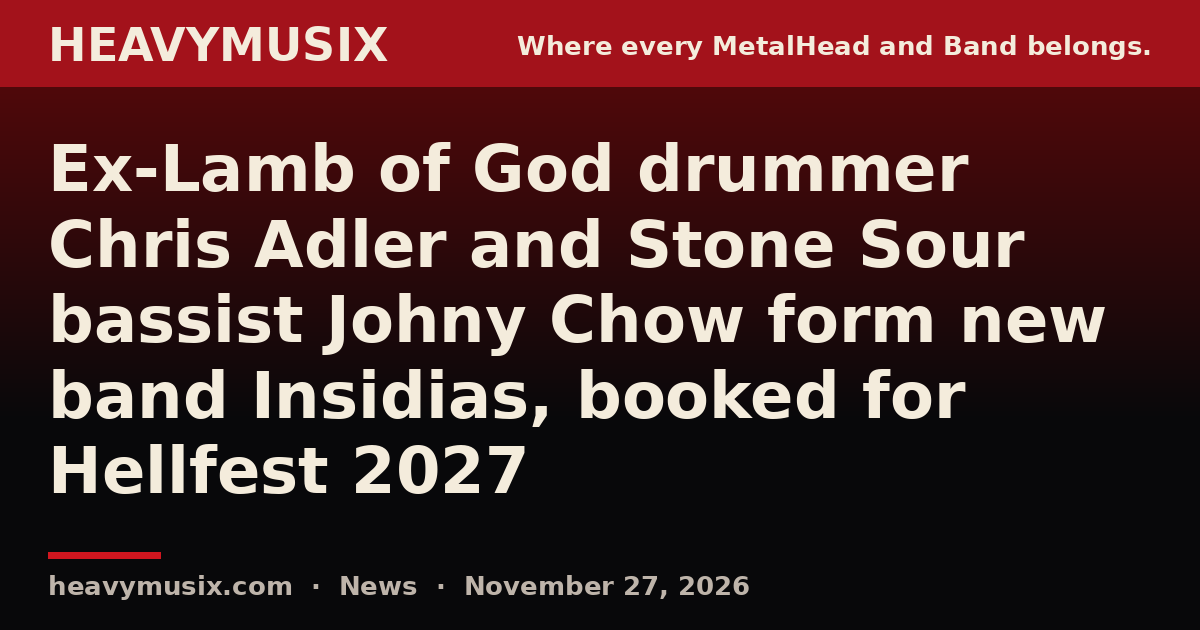 HEAVYMUSIX
Where every MetalHead and Band belongs.
Ex-Lamb of God drummer
Chris Adler and Stone Sour
bassist Johny Chow form new
band Insidias, booked for
Hellfest 2027
heavymusix.com · News · November 27, 2026